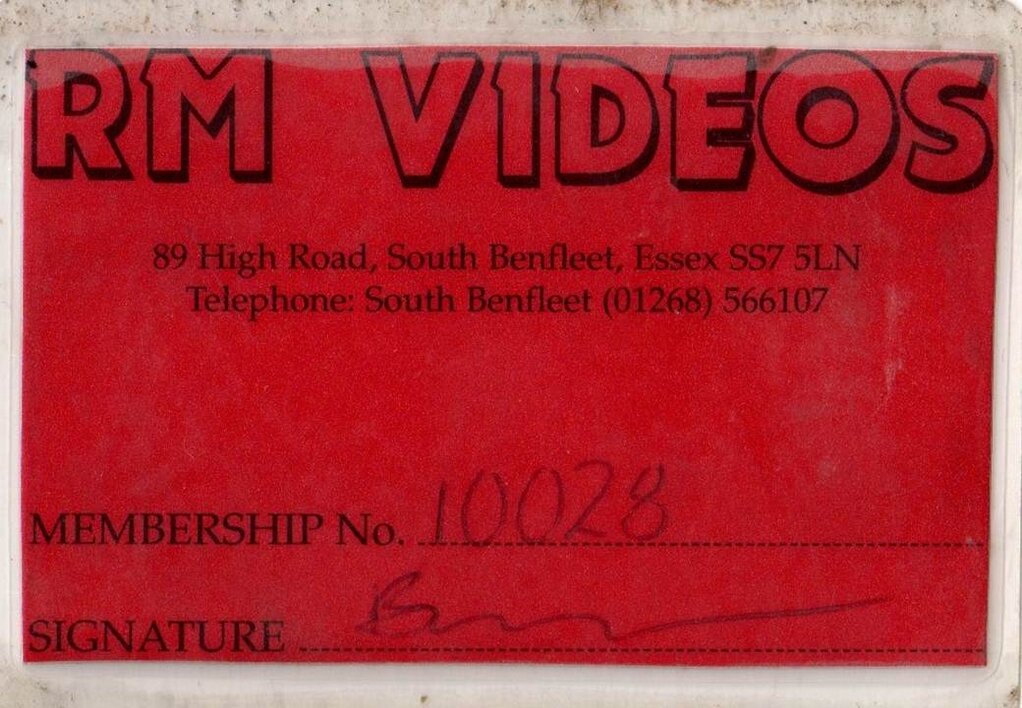 RM VIDEOS
89 High Road, South Benfleet, Essex SS7 5LN
Telephone: South Benfleet (01268) 566107
MEMBERSHIP No. 10028
SIGNATURE